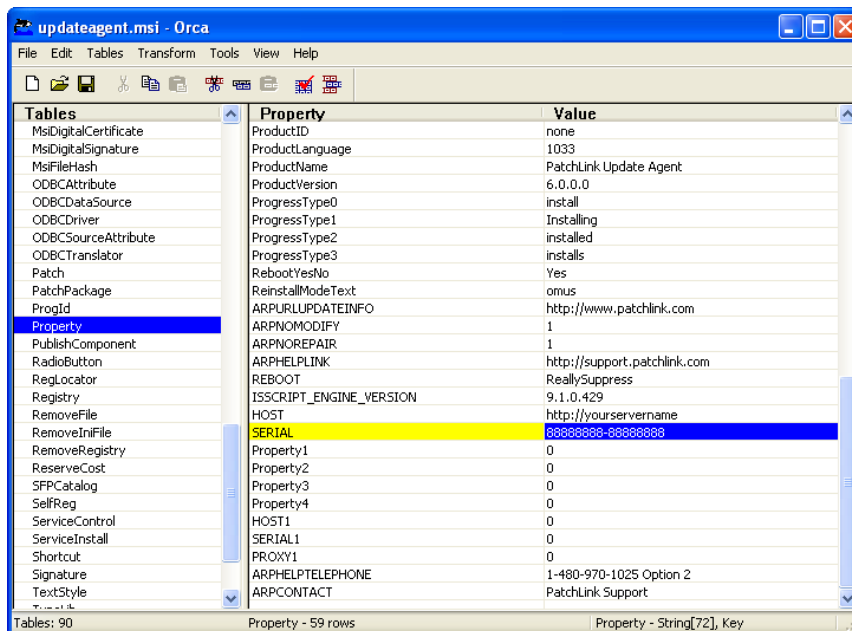 updateagent.msi - Orca
File Edit Tables Transform Tools View Help
Tables Property Value
MsiDigitalCertificate ProductID none
MsiDigitalSignature ProductLanguage 1033
MsiFileHash ProductName PatchLink Update Agent
ODBCAttribute ProductVersion 6.0.0.0
ODBCDataSource ProgressType0 install
ODBCDriver ProgressType1 Installing
ODBCSourceAttribute ProgressType2 installed
ODBCTranslator ProgressType3 installs
Patch RebootYesNo Yes
PatchPackage ReinstallModeText omus
ProgId ARPURLUPDATEINFO http://www.patchlink.com
Property ARPNOMODIFY 1
PublishComponent ARPNOREPAIR 1
RadioButton ARPHELPLINK http://support.patchlink.com
RegLocator REBOOT ReallySuppress
Registry ISSCRIPT_ENGINE_VERSION 9.1.0.429
RemoveFile HOST http://yourservername
RemoveIniFile SERIAL 88888888-88888888
RemoveRegistry Property1 0
ReserveCost Property2 0
SFPCatalog Property3 0
SelfReg Property4 0
ServiceControl HOST1 0
ServiceInstall SERIAL1 0
Shortcut PROXY1 0
Signature ARPHELPTELEPHONE 1-480-970-1025 Option 2
TextStyle ARPCONTACT PatchLink Support
Tables: 90 Property - 59 rows Property - String[72], Key